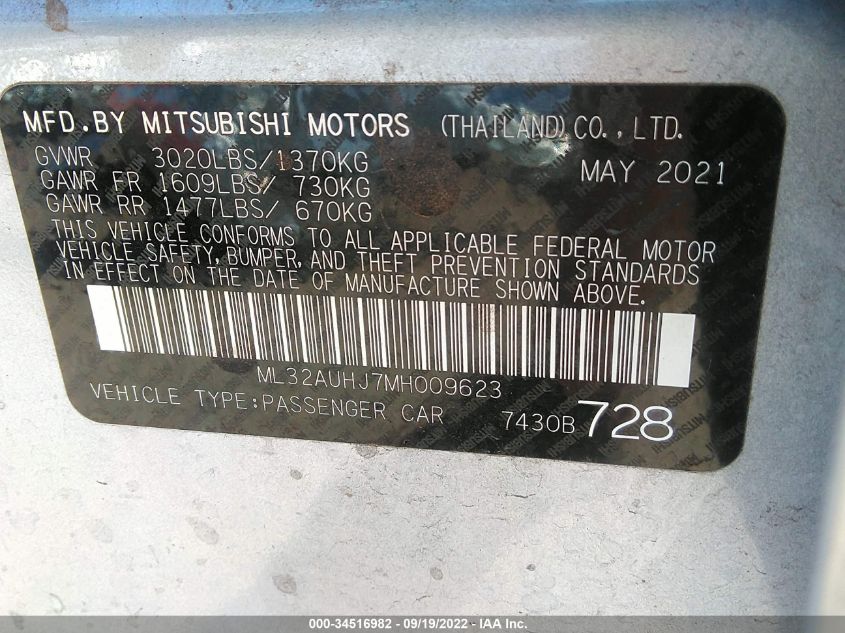 MFD.BY MITSUBISHI MOTORS (THAILAND) CO.,LTD.
GVWR 3020LBS/1370KG MAY 2021
GAWR FR 1609LBS/ 730KG
GAWR RR 1477LBS/ 670KG
THIS VEHICLE CONFORMS TO ALL APPLICABLE FEDERAL MOTOR
VEHICLE SAFETY, BUMPER, AND THEFT PREVENTION STANDARDS
IN EFFECT ON THE DATE OF MANUFACTURE SHOWN ABOVE.
ML32AUHJ7MH009623
VEHICLE TYPE:PASSENGER CAR 7430B 728
000-34516982 - 09/19/2022 - IAA, Inc.